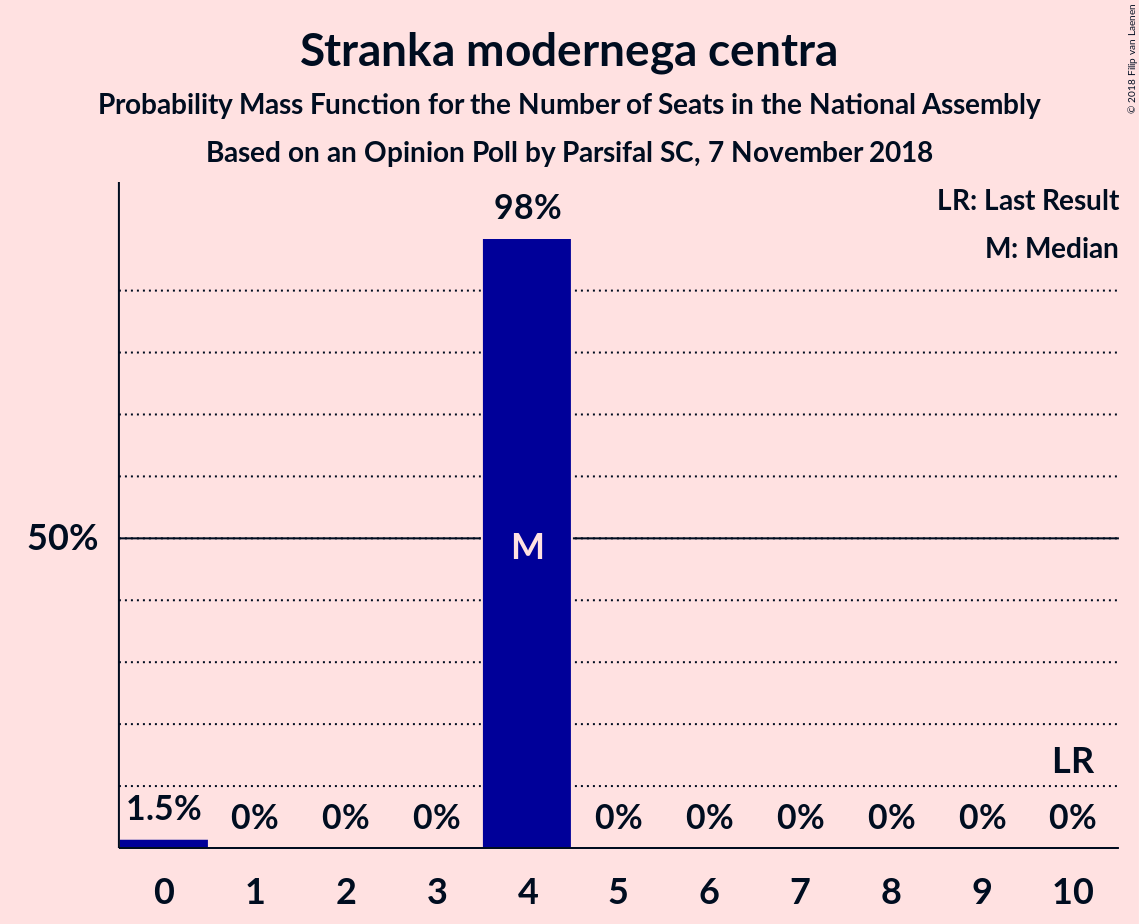 Stranka modernega centra
Probability Mass Function for the Number of Seats in the National Assembly
Based on an Opinion Poll by Parsifal SC, 7 November 2018
© 2018 Filip van Laenen
LR: Last Result
M: Median
98%
50%
M
LR
1.5% 0% 0% 0% 0% 0% 0% 0% 0% 0%
0 1 2 3 4 5 6 7 8 9 10